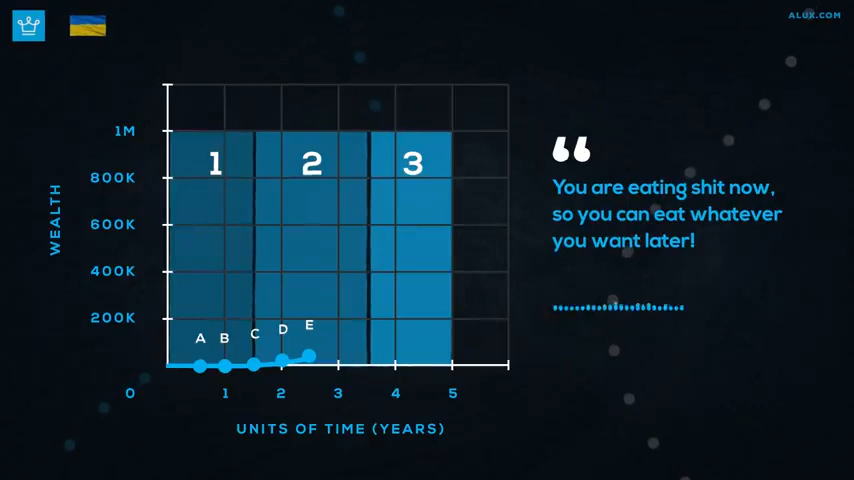 ALUX.COM
1M
800K
600K
400K
200K
WEALTH
1 2 3
A B C D E
0 1 2 3 4 5
UNITS OF TIME (YEARS)
“
You are eating shit now,
so you can eat whatever
you want later!